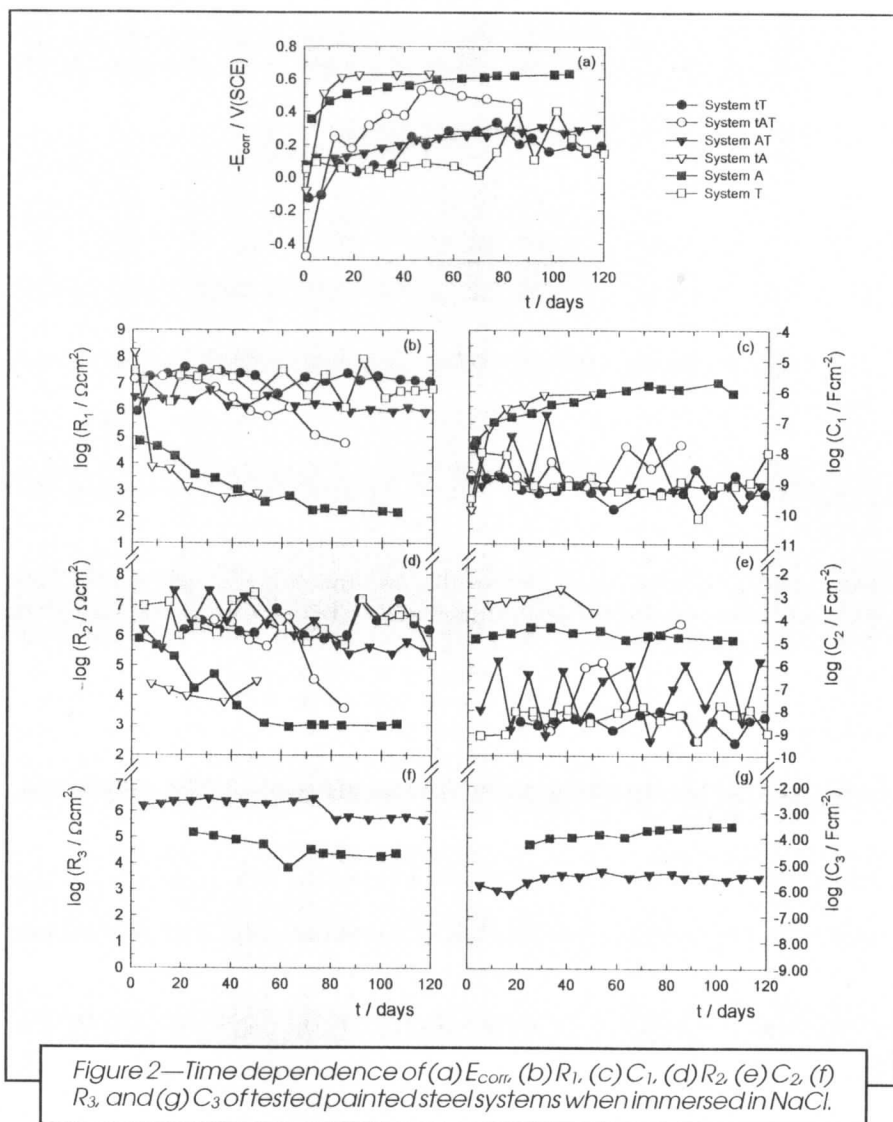 0.8
0.6
0.4
0.2
0.0
-0.2
-0.4
-E_corr / V(SCE)
(a)
0 20 40 60 80 100 120
t / days
System tT
System tAT
System AT
System tA
System A
System T
9
8
7
6
5
4
3
2
1
log (R₁ / Ωcm²)
(b)
(c)
-4
-5
-6
-7
-8
-9
-10
-11
log (C₁ / Fcm⁻²)
8
7
6
5
4
3
2
-log (R₂ / Ωcm²)
(d)
(e)
-2
-3
-4
-5
-6
-7
-8
-9
-10
log (C₂ / Fcm⁻²)
7
6
5
4
3
2
1
0
log (R₃ / Ωcm²)
(f)
0 20 40 60 80 100 120
t / days
(g)
-2.00
-3.00
-4.00
-5.00
-6.00
-7.00
-8.00
-9.00
log (C₃ / Fcm⁻²)
0 20 40 60 80 100 120
t / days
Figure 2—Time dependence of (a) E_corr, (b) R₁, (c) C₁, (d) R₂, (e) C₂, (f)
R₃, and (g) C₃ of tested painted steel systems when immersed in NaCl.